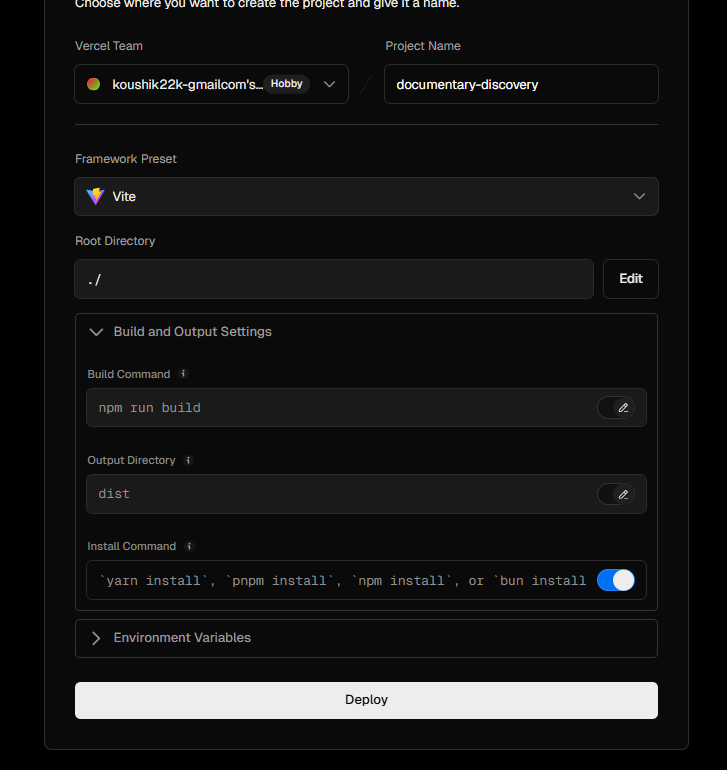 Choose where you want to create the project and give it a name.
Vercel Team
Project Name
koushik22k-gmailcom's... Hobby
documentary-discovery
Framework Preset
Vite
Root Directory
./
Edit
Build and Output Settings
Build Command
npm run build
Output Directory
dist
Install Command
`yarn install`, `pnpm install`, `npm install`, or `bun install
Environment Variables
Deploy